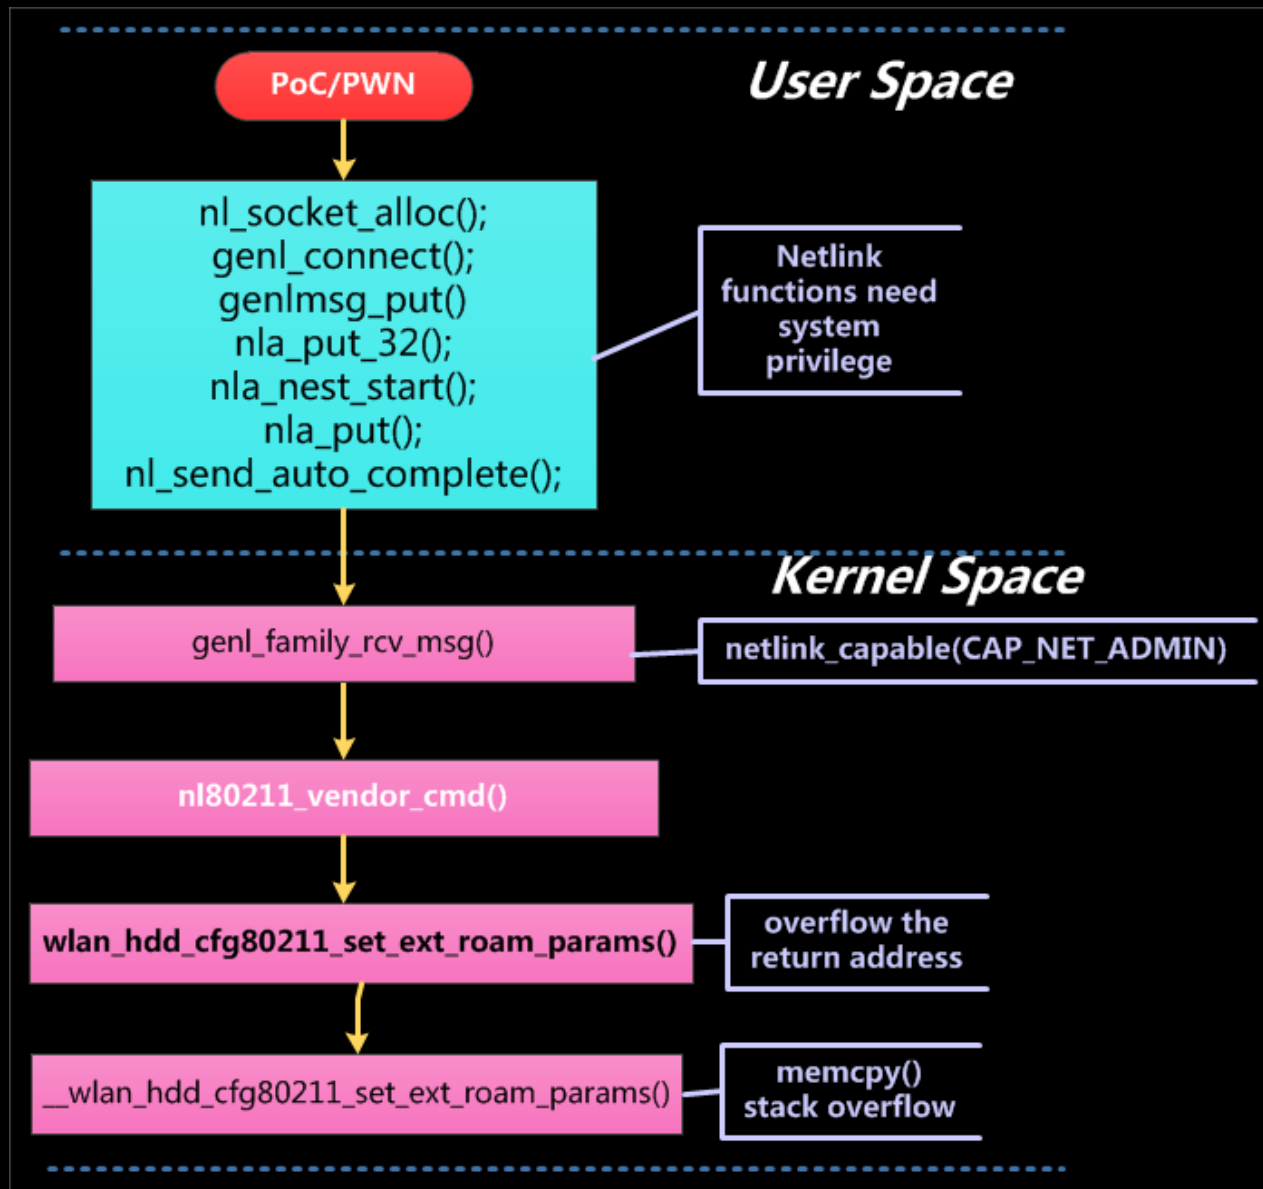 PoC/PWN
User Space
nl_socket_alloc();
genl_connect();
genlmsg_put()
nla_put_32();
nla_nest_start();
nla_put();
nl_send_auto_complete();
Netlink
functions need
system
privilege
Kernel Space
genl_family_rcv_msg()
netlink_capable(CAP_NET_ADMIN)
nl80211_vendor_cmd()
wlan_hdd_cfg80211_set_ext_roam_params()
overflow the
return address
__wlan_hdd_cfg80211_set_ext_roam_params()
memcpy()
stack overflow